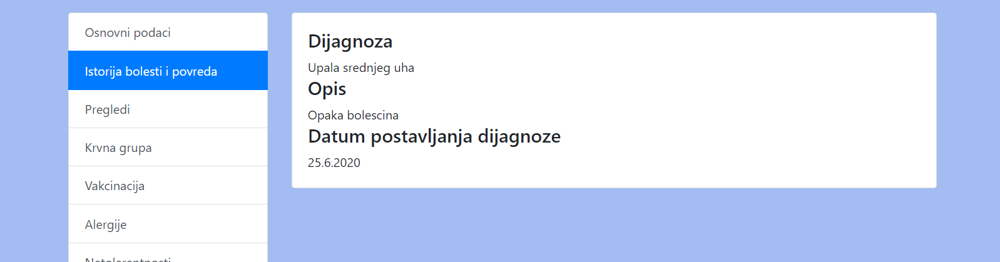 Osnovni podaci
Istorija bolesti i povreda
Pregledi
Krvna grupa
Vakcinacija
Alergije
Dijagnoza
Upala srednjeg uha
Opis
Opaka bolescina
Datum postavljanja dijagnoze
25.6.2020